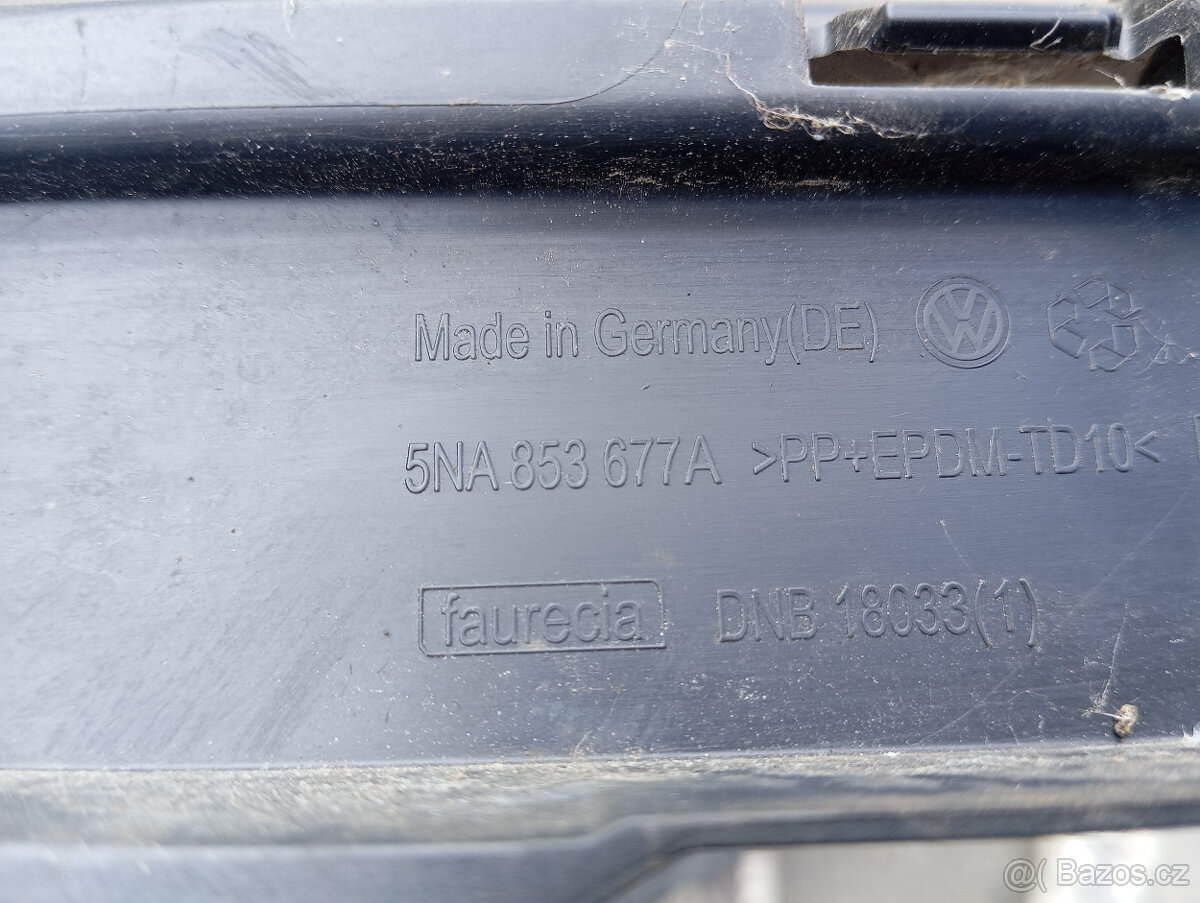 Made in Germany(DE)
5NA 853 677A >PP+EPDM-TD10<
faurecia DNB 18033(1)
@( Bazos.cz